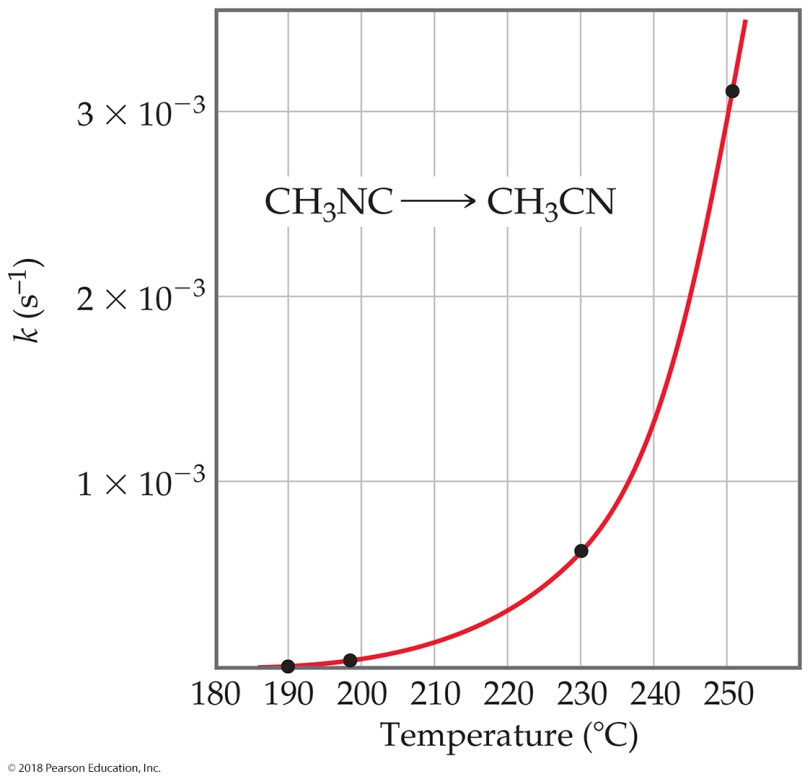 3 × 10⁻³
CH₃NC ⟶ CH₃CN
2 × 10⁻³
k (s⁻¹)
1 × 10⁻³
180 190 200 210 220 230 240 250
Temperature (°C)
© 2018 Pearson Education, Inc.